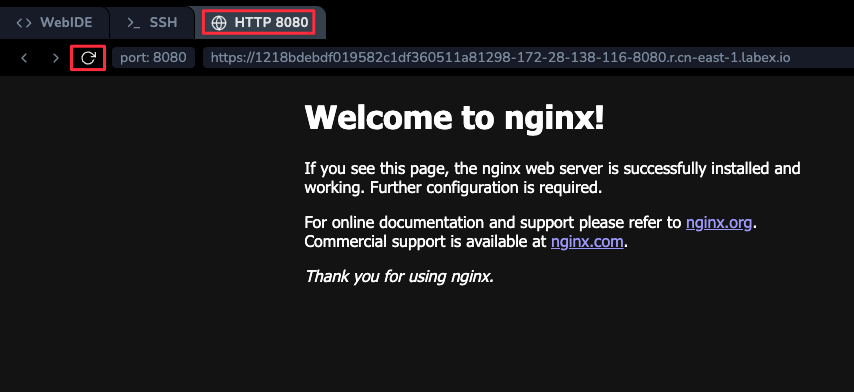 WebIDE
SSH
HTTP 8080
port: 8080
https://1218bdebdf019582c1df360511a81298-172-28-138-116-8080.r.cn-east-1.labex.io
Welcome to nginx!
If you see this page, the nginx web server is successfully installed and
working. Further configuration is required.
For online documentation and support please refer to nginx.org.
Commercial support is available at nginx.com.
Thank you for using nginx.